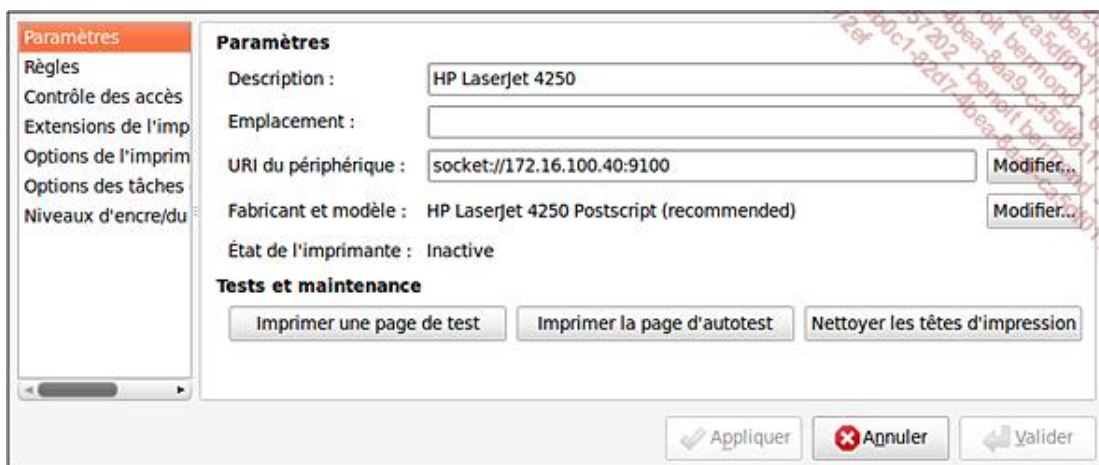 Paramètres
Règles
Contrôle des accès
Extensions de l'imp
Options de l'imprim
Options des tâches
Niveaux d'encre/du
Paramètres
Description : HP LaserJet 4250
Emplacement :
URI du périphérique : socket://172.16.100.40:9100 Modifier...
Fabricant et modèle : HP LaserJet 4250 Postscript (recommended) Modifier...
État de l'imprimante : Inactive
Tests et maintenance
Imprimer une page de test Imprimer la page d'autotest Nettoyer les têtes d'impression
Appliquer Annuler Valider
benoit bermond